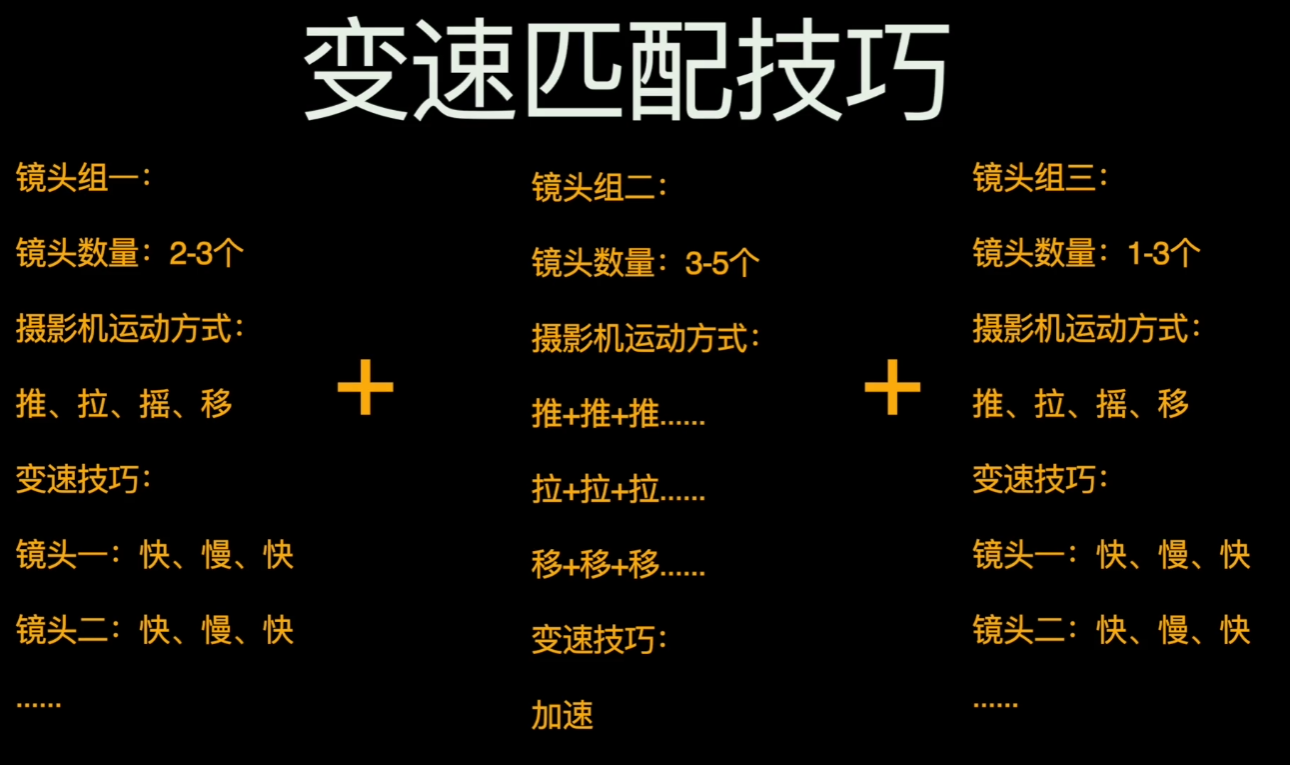 变速匹配技巧
镜头组一：
镜头数量：2-3个
摄影机运动方式：
推、拉、摇、移
变速技巧：
镜头一：快、慢、快
镜头二：快、慢、快
......
+
镜头组二：
镜头数量：3-5个
摄影机运动方式：
推+推+推......
拉+拉+拉......
移+移+移......
变速技巧：
加速
+
镜头组三：
镜头数量：1-3个
摄影机运动方式：
推、拉、摇、移
变速技巧：
镜头一：快、慢、快
镜头二：快、慢、快
......